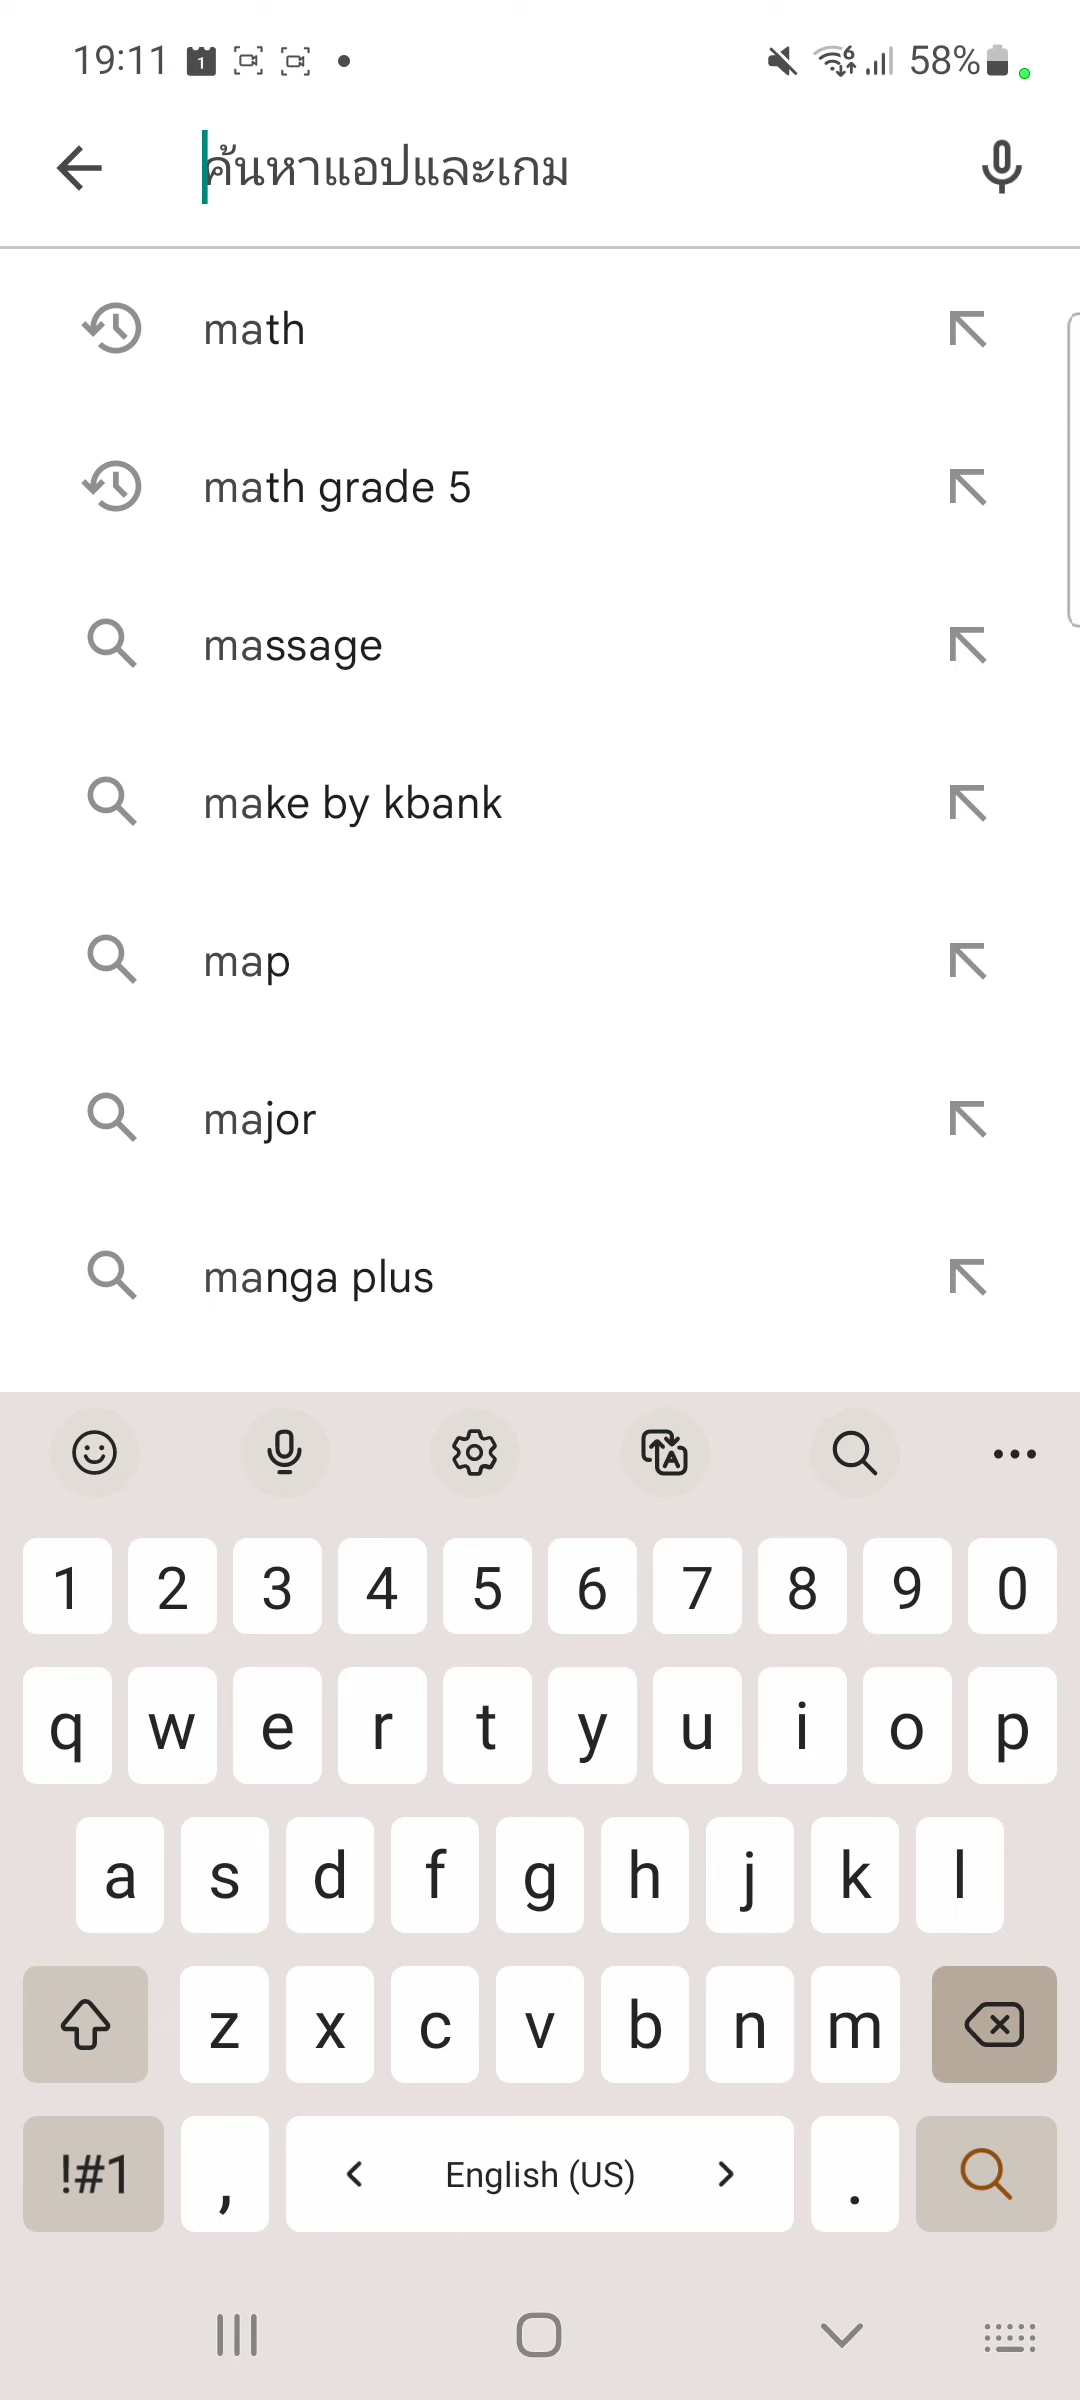 19:11 1 6 58%
ค้นหาแอปและเกม
math
math grade 5
massage
make by kbank
map
major
manga plus
A
1 2 3 4 5 6 7 8 9 0
q w e r t y u i o p
a s d f g h j k l
z x c v b n m
!#1 , < English (US) > .